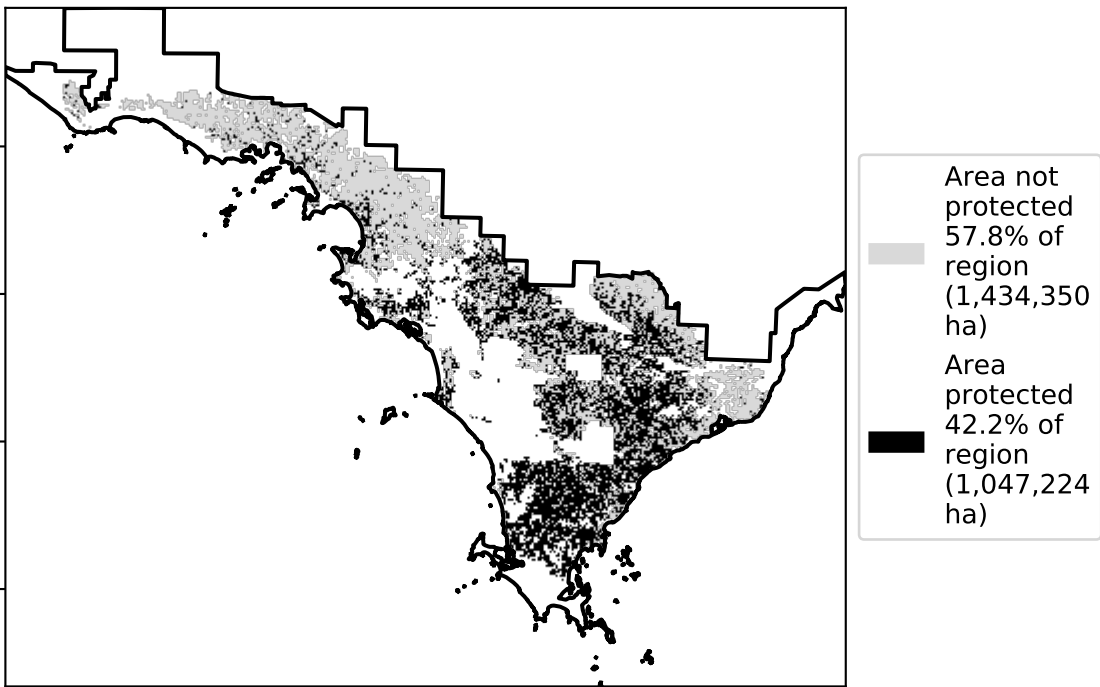 Area not
protected
57.8% of
region
(1,434,350
ha)
Area
protected
42.2% of
region
(1,047,224
ha)